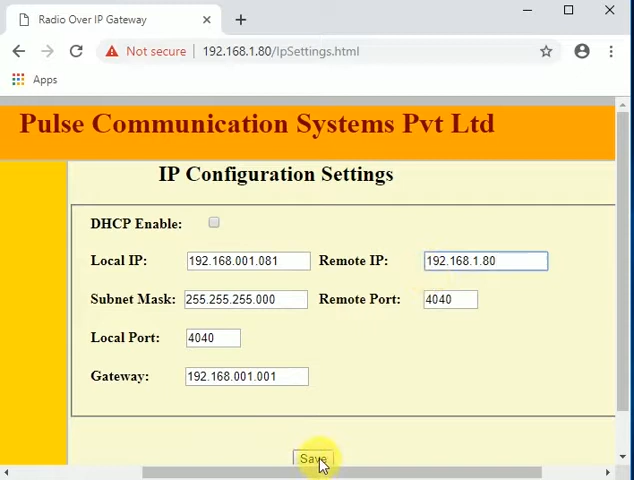 Radio Over IP Gateway
Not secure | 192.168.1.80/IpSettings.html
Apps
Pulse Communication Systems Pvt Ltd
IP Configuration Settings
DHCP Enable:
Local IP: 192.168.001.081 Remote IP: 192.168.1.80
Subnet Mask: 255.255.255.000 Remote Port: 4040
Local Port: 4040
Gateway: 192.168.001.001
Save